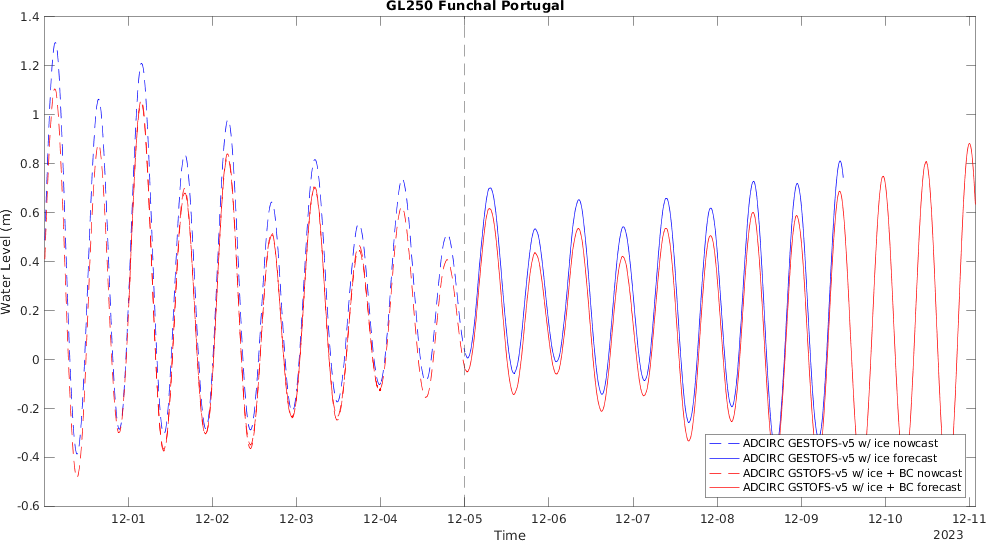 GL250 Funchal Portugal
1.4
1.2
1
0.8
0.6
0.4
0.2
0
-0.2
-0.4
-0.6
Water Level (m)
ADCIRC GESTOFS-v5 w/ ice nowcast
ADCIRC GESTOFS-v5 w/ ice forecast
ADCIRC GSTOFS-v5 w/ ice + BC nowcast
ADCIRC GSTOFS-v5 w/ ice + BC forecast
12-01 12-02 12-03 12-04 12-05 12-06 12-07 12-08 12-09 12-10 12-11
Time
2023